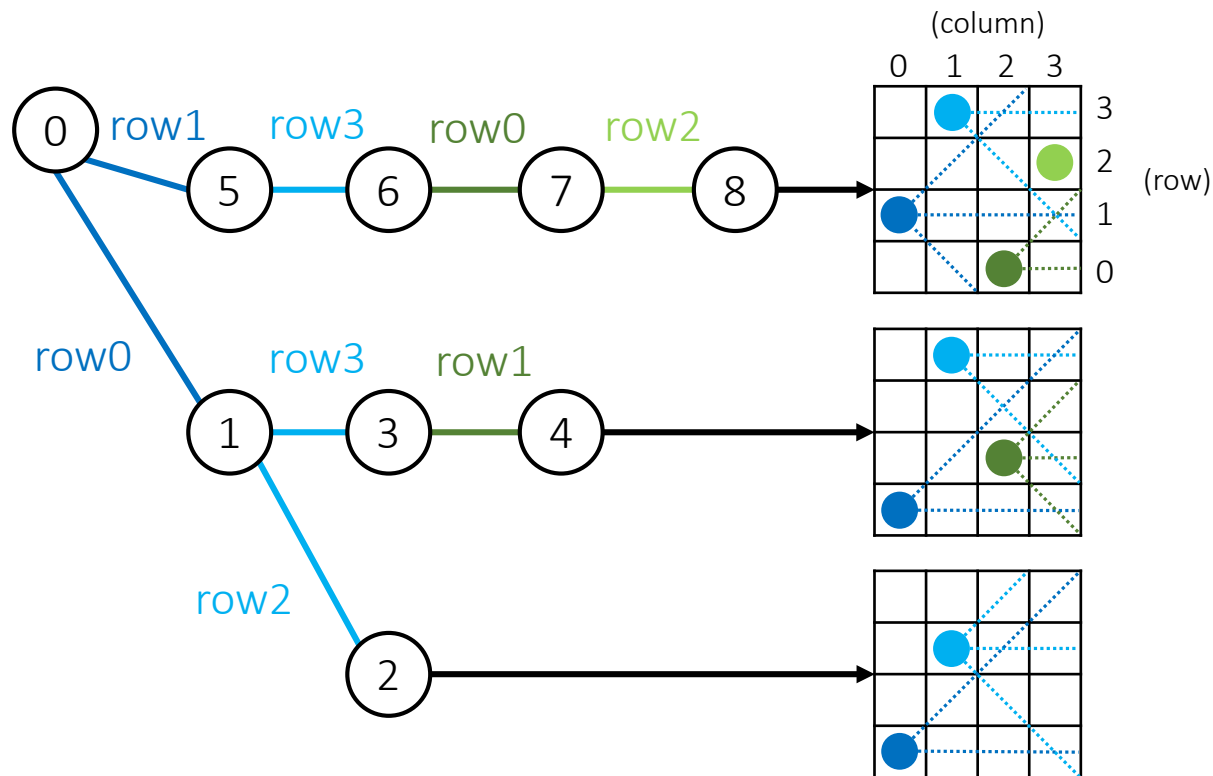 (column)
0 1 2 3
0 row1 row3 row0 row2 3
2
5 6 7 8 (row)
1
0
row0 row3 row1
1 3 4
row2
2